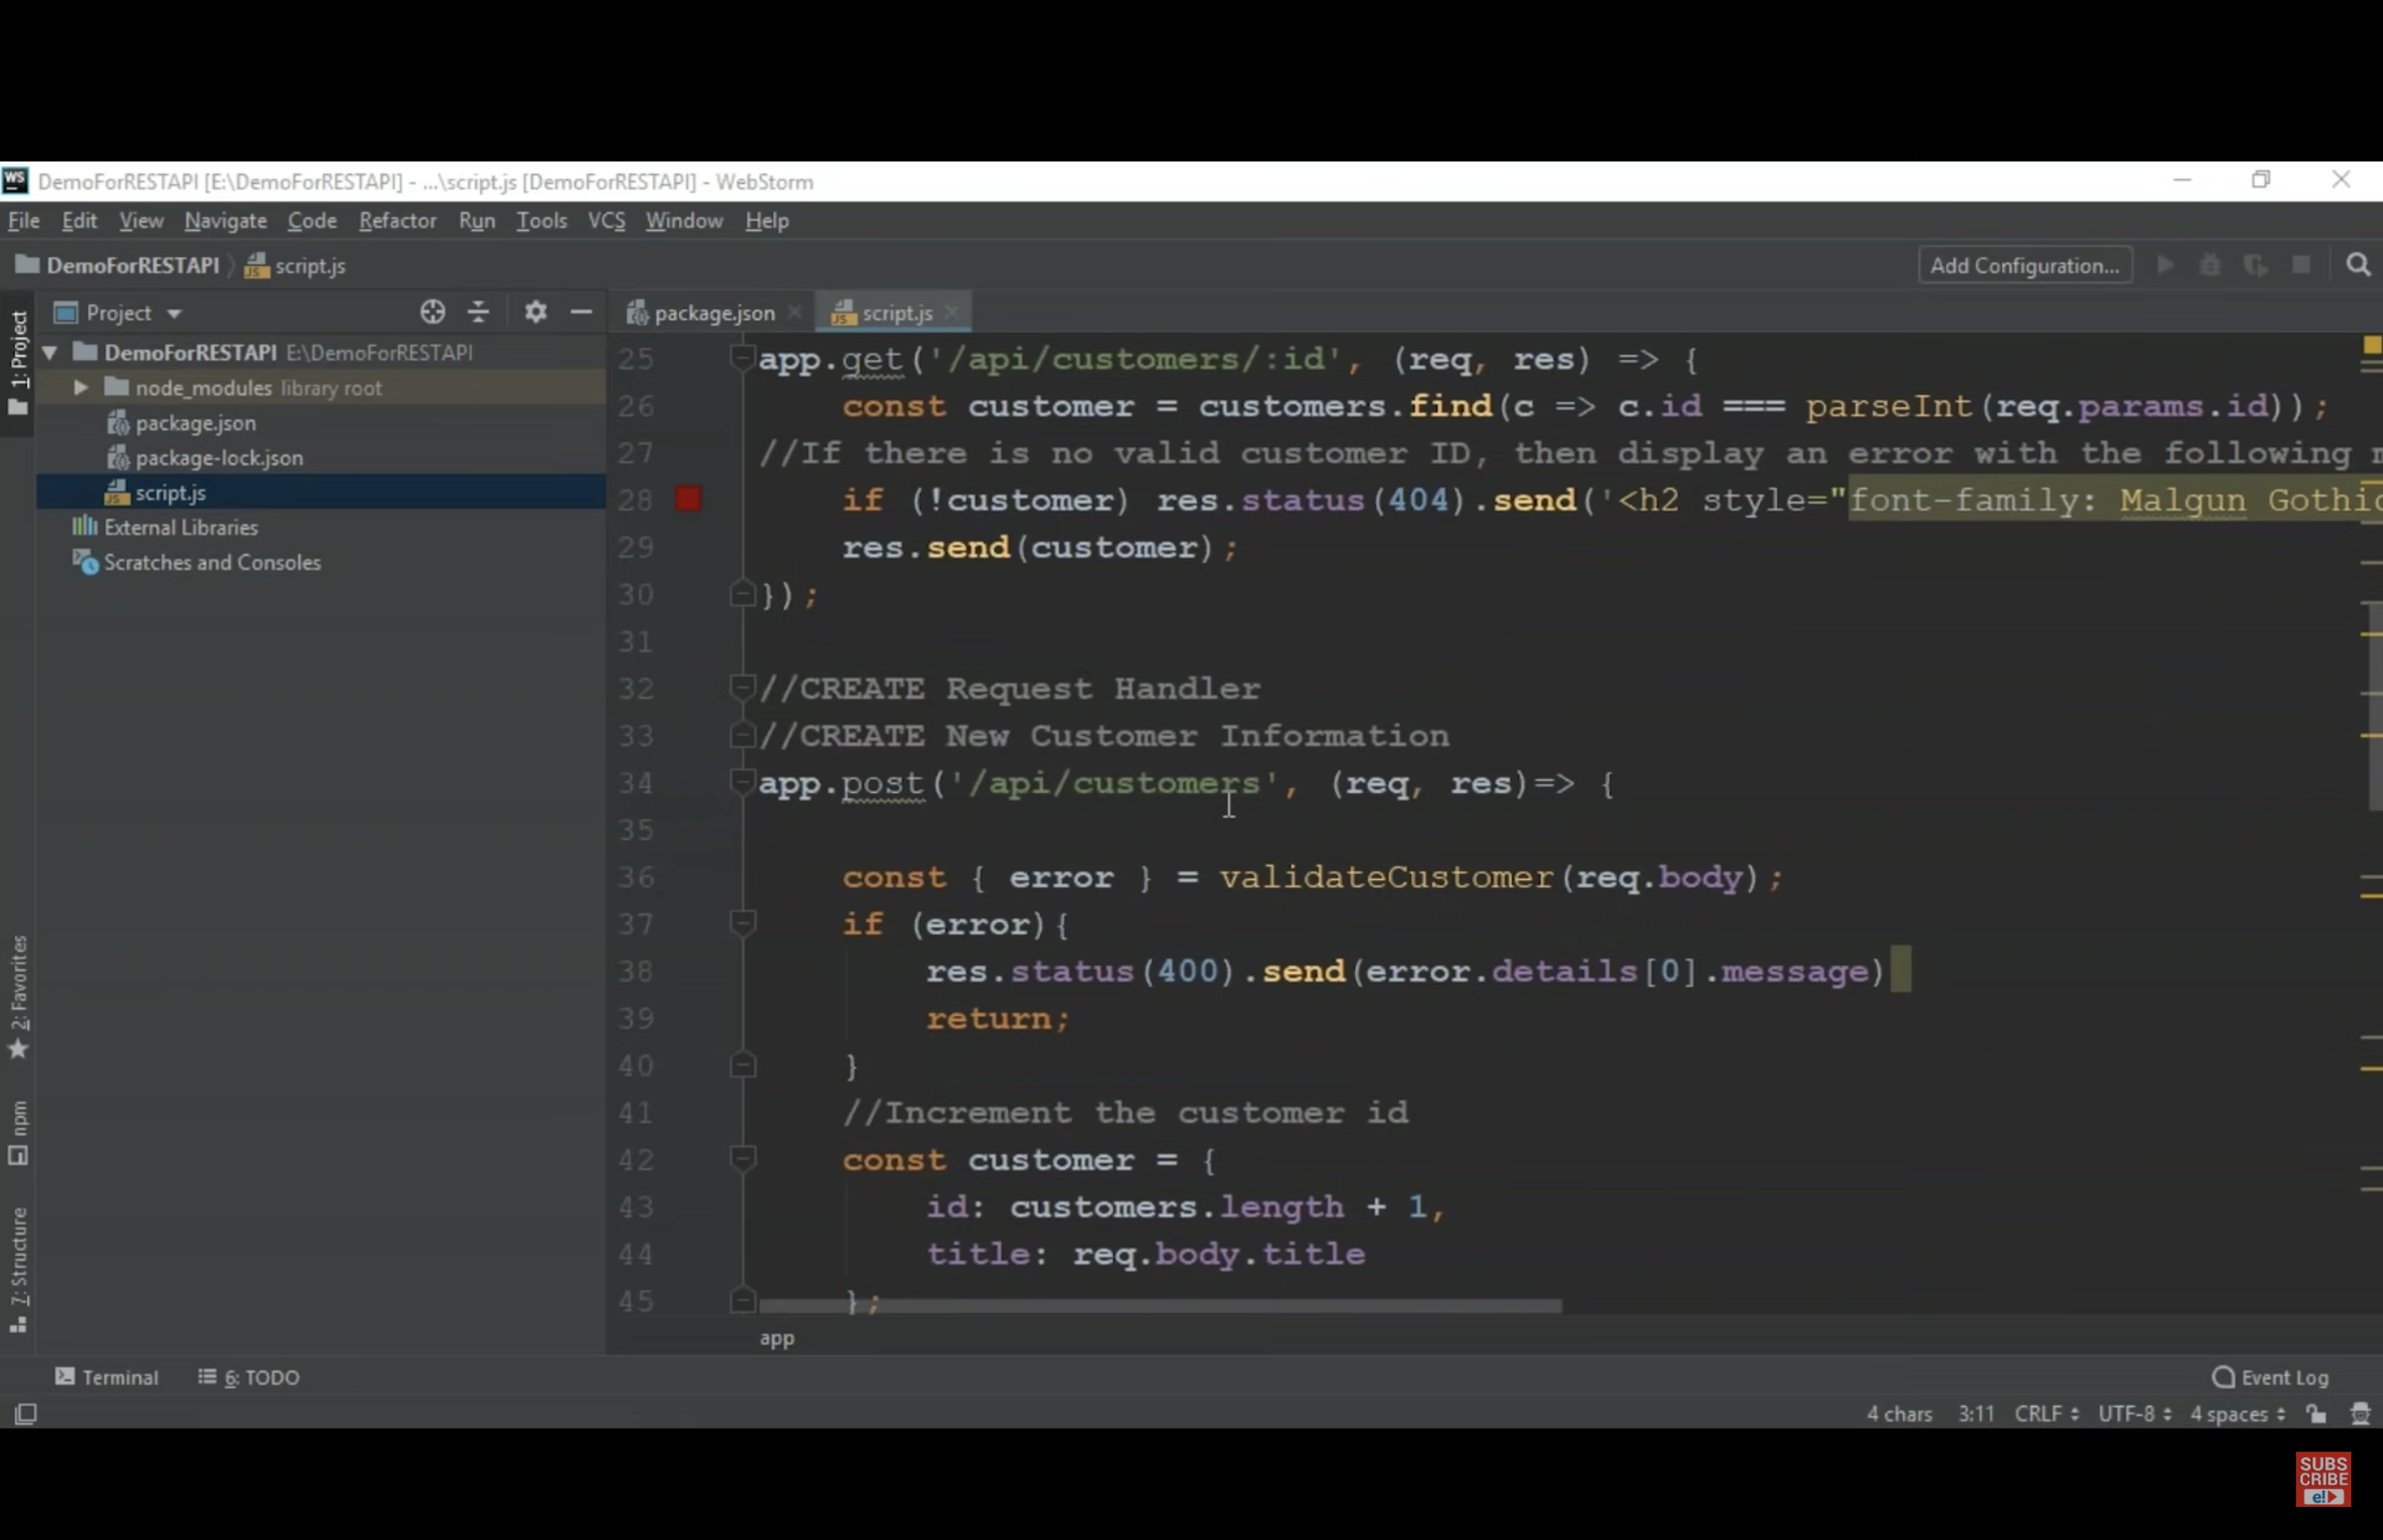 WS DemoForRESTAPI [E:\DemoForRESTAPI] - ...\script.js [DemoForRESTAPI] - WebStorm
File Edit View Navigate Code Refactor Run Tools VCS Window Help
DemoForRESTAPI script.js Add Configuration...
1: Project
Project
package.json script.js
DemoForRESTAPI E:\DemoForRESTAPI
node_modules library root
package.json
package-lock.json
script.js
External Libraries
Scratches and Consoles
25 app.get('/api/customers/:id', (req, res) => {
26 const customer = customers.find(c => c.id === parseInt(req.params.id));
27 //If there is no valid customer ID, then display an error with the following
28 if (!customer) res.status(404).send('<h2 style="font-family: Malgun Gothic
29 res.send(customer);
30 });
31
32 //CREATE Request Handler
33 //CREATE New Customer Information
34 app.post('/api/customers', (req, res)=> {
35
36 const { error } = validateCustomer(req.body);
37 if (error){
38 res.status(400).send(error.details[0].message)
39 return;
40 }
41 //Increment the customer id
42 const customer = {
43 id: customers.length + 1,
44 title: req.body.title
45 };
app
2: Favorites
npm
7: Structure
Terminal 6: TODO Event Log
4 chars 3:11 CRLF UTF-8 4 spaces
SUBS
CRIBE
e!